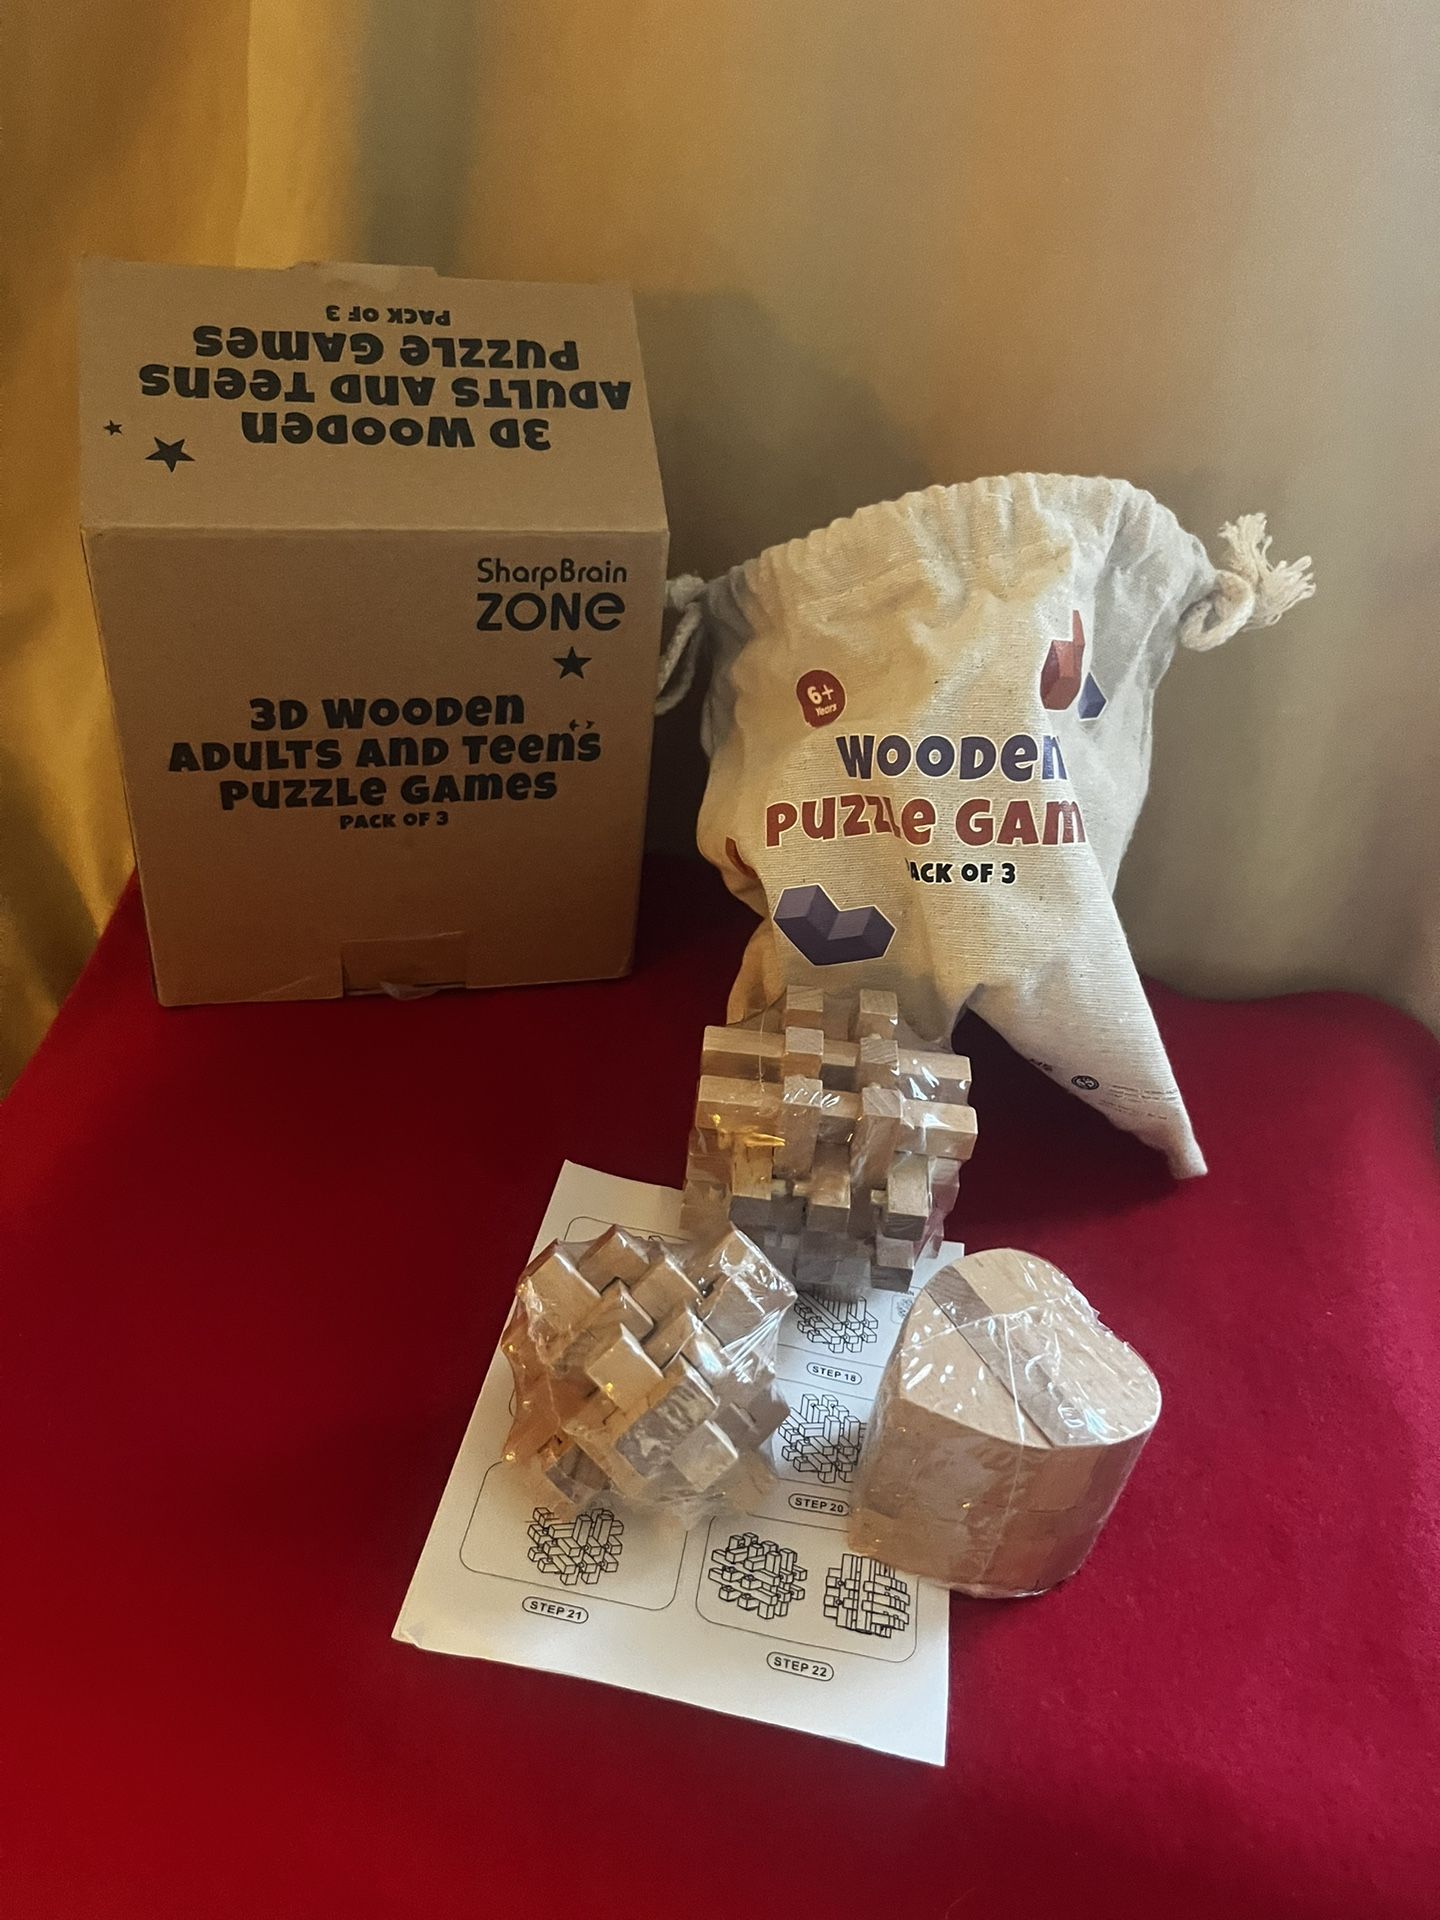 3D WOODEN
ADULTS AND TEENS
PUZZLE GAMES
PACK OF 3
SharpBrain
ZONE
3D WOODEN
ADULTS AND TEENS
PUZZLE GAMES
PACK OF 3
6+
Years
WOODEN
PUZZLE GAM
ACK OF 3
STEP 18
STEP 20
STEP 21
STEP 22